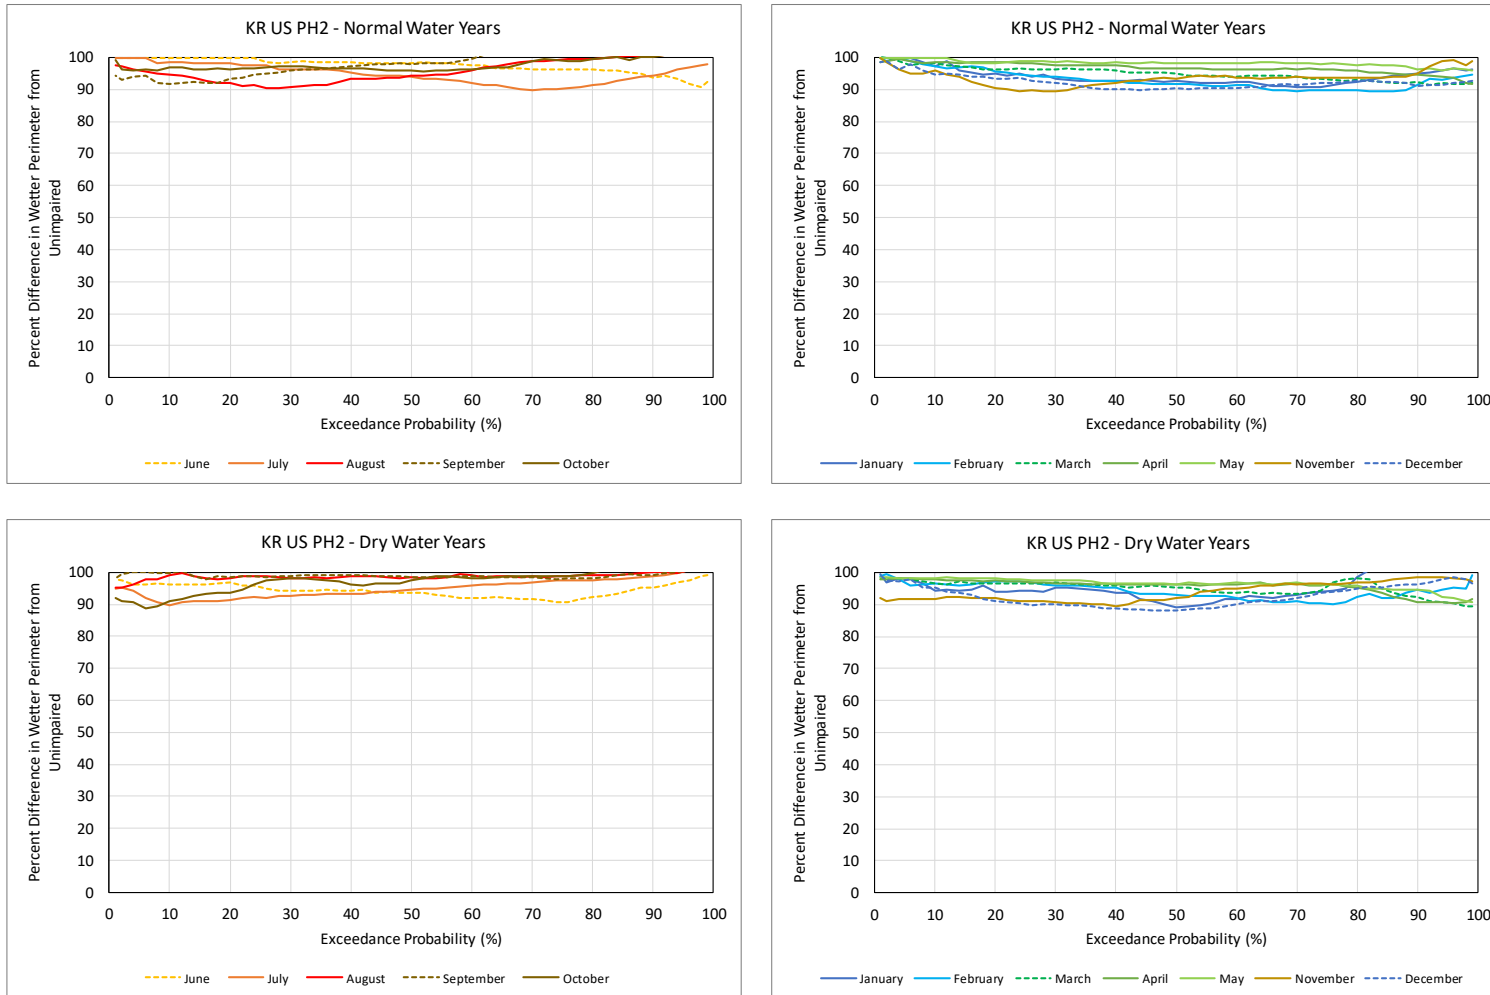 KR US PH2 - Normal Water Years
Percent Difference in Wetter Perimeter from
Unimpaired
100
90
80
70
60
50
40
30
20
10
0
0 10 20 30 40 50 60 70 80 90 100
Exceedance Probability (%)
June July August September October
KR US PH2 - Normal Water Years
Percent Difference in Wetter Perimeter from
Unimpaired
100
90
80
70
60
50
40
30
20
10
0
0 10 20 30 40 50 60 70 80 90 100
Exceedance Probability (%)
January February March April May November December
KR US PH2 - Dry Water Years
Percent Difference in Wetter Perimeter from
Unimpaired
100
90
80
70
60
50
40
30
20
10
0
0 10 20 30 40 50 60 70 80 90 100
Exceedance Probability (%)
June July August September October
KR US PH2 - Dry Water Years
Percent Difference in Wetter Perimeter from
Unimpaired
100
90
80
70
60
50
40
30
20
10
0
0 10 20 30 40 50 60 70 80 90 100
Exceedance Probability (%)
January February March April May November December